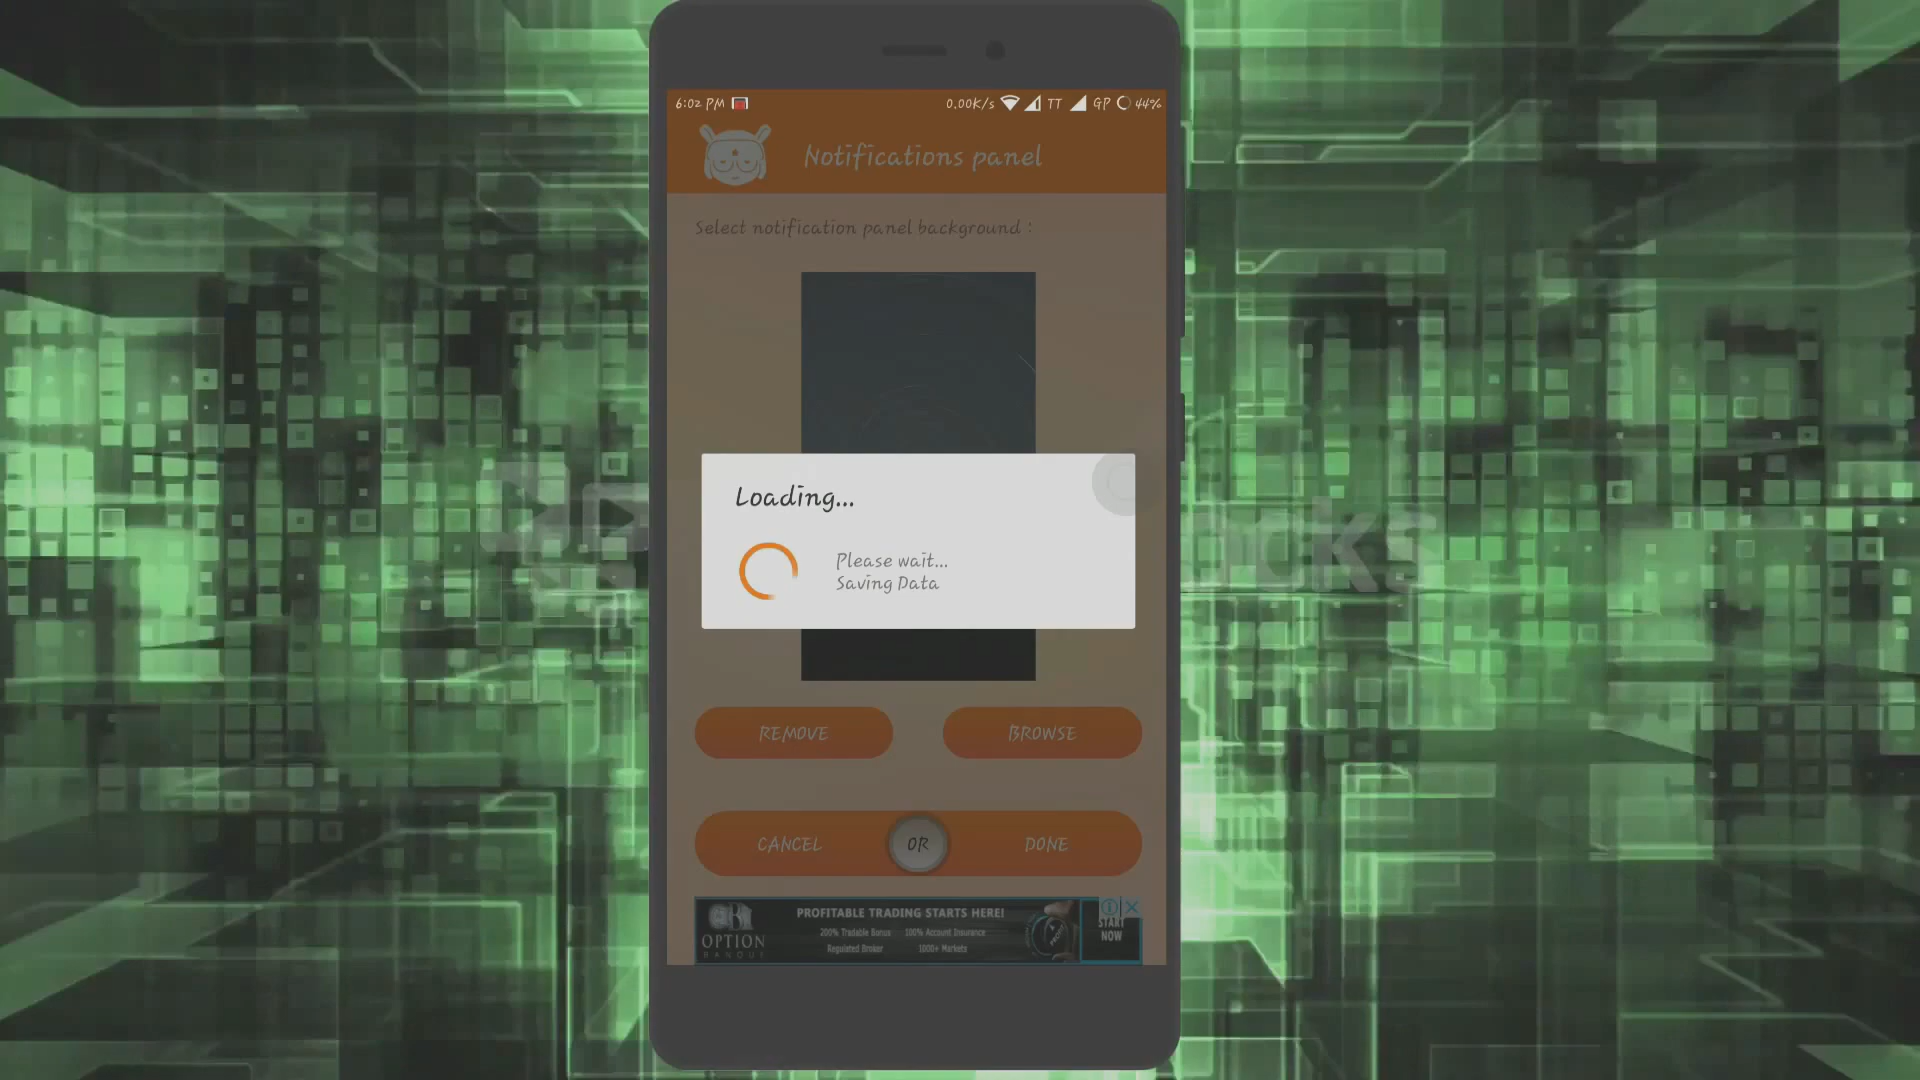 6:02 PM 0.00K/s TT GP 44%
Notifications panel
Select notification panel background :
Loading...
Please wait...
Saving Data
REMOVE BROWSE
CANCEL OR DONE
PROFITABLE TRADING STARTS HERE!
200% Tradable Bonus 100% Account Insurance
Regulated Broker 1000+ Markets
OPTION
BANQUE
START
NOW